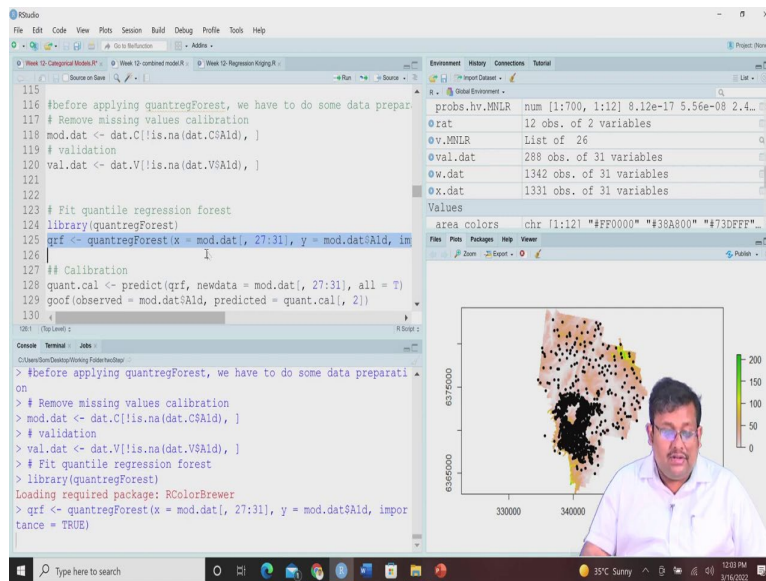 RStudio
File Edit Code View Plots Session Build Debug Profile Tools Help
Go to file/function Addins
Project: (None
Week 12- Categorical Models.R* Week 12- combined model.R Week 12- Regression Kriging.R
Source on Save Run Source
115
116 #before applying quantregForest, we have to do some data prepar
117 # Remove missing values calibration
118 mod.dat <- dat.C[!is.na(dat.C$A1d), ]
119 # validation
120 val.dat <- dat.V[!is.na(dat.V$A1d), ]
121
122
123 # Fit quantile regression forest
124 library(quantregForest)
125 qrf <- quantregForest(x = mod.dat[, 27:31], y = mod.dat$A1d, im
126
127 ## Calibration
128 quant.cal <- predict(qrf, newdata = mod.dat[, 27:31], all = T)
129 goof(observed = mod.dat$A1d, predicted = quant.cal[, 2])
130
126:1 (Top Level) R Script
Console Terminal Jobs
C:/Users/Som/Desktop/Working Folder/twoStep/
> #before applying quantregForest, we have to do some data preparati
on
> # Remove missing values calibration
> mod.dat <- dat.C[!is.na(dat.C$A1d), ]
> # validation
> val.dat <- dat.V[!is.na(dat.V$A1d), ]
> # Fit quantile regression forest
> library(quantregForest)
Loading required package: RColorBrewer
> qrf <- quantregForest(x = mod.dat[, 27:31], y = mod.dat$A1d, impor
tance = TRUE)
Environment History Connections Tutorial
Import Dataset List
R Global Environment
probs.hv.MNLR num [1:700, 1:12] 8.12e-17 5.56e-08 2.4…
rat 12 obs. of 2 variables
v.MNLR List of 26
val.dat 288 obs. of 31 variables
w.dat 1342 obs. of 31 variables
x.dat 1331 obs. of 31 variables
Values
area_colors chr [1:12] "#FF0000" "#38A800" "#73DFFF"…
Files Plots Packages Help Viewer
Zoom Export Publish
6375000
6365000
330000 340000
200
150
100
50
0
Type here to search
35°C Sunny
12:03 PM
3/16/2022